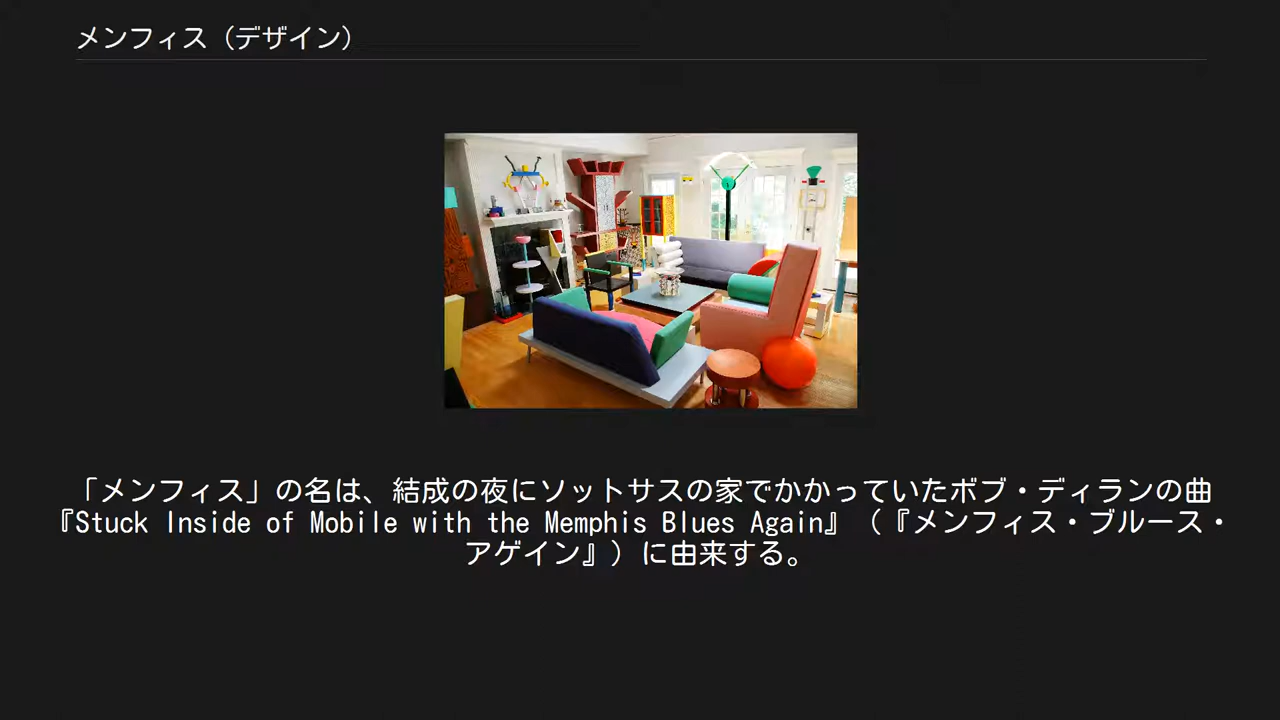 メンフィス（デザイン）
「メンフィス」の名は、結成の夜にソットサスの家でかかっていたボブ・ディランの曲
『Stuck Inside of Mobile with the Memphis Blues Again』（『メンフィス・ブルース・
アゲイン』）に由来する。